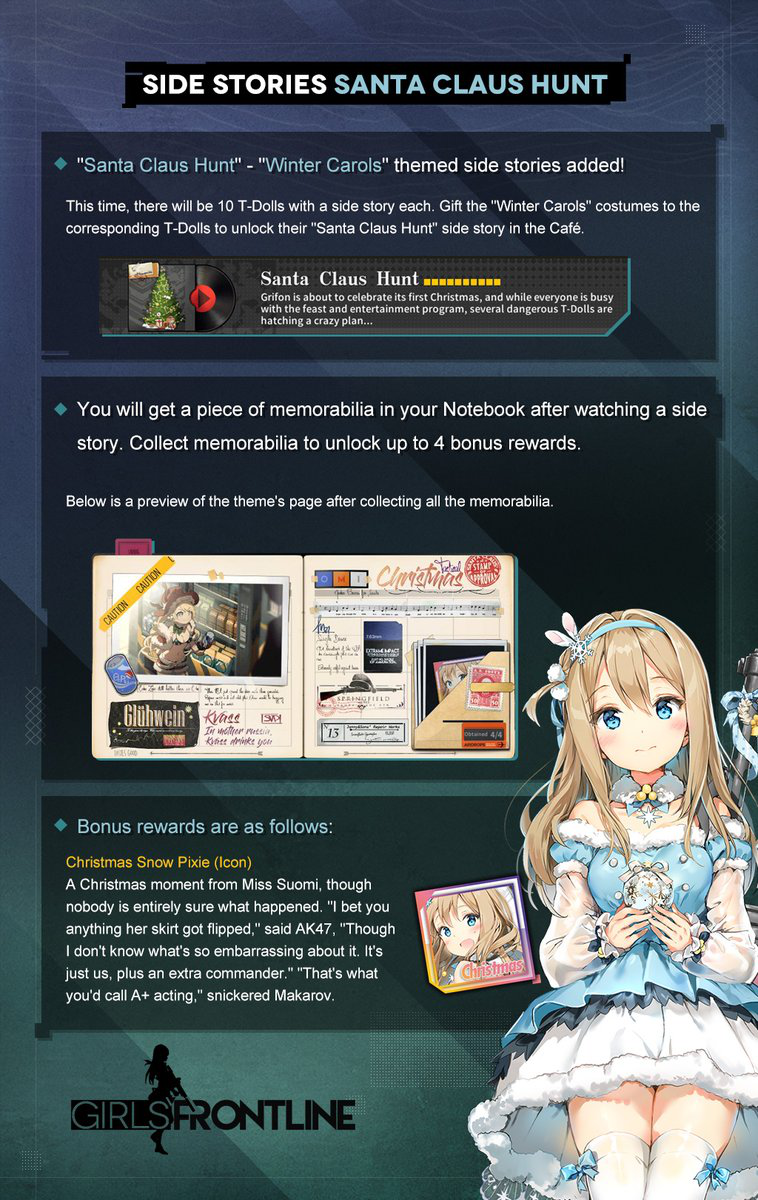 SIDE STORIES SANTA CLAUS HUNT
"Santa Claus Hunt" - "Winter Carols" themed side stories added!
This time, there will be 10 T-Dolls with a side story each. Gift the "Winter Carols" costumes to the
corresponding T-Dolls to unlock their "Santa Claus Hunt" side story in the Café.
Santa Claus Hunt
Grifon is about to celebrate its first Christmas, and while everyone is busy
with the feast and entertainment program, several dangerous T-Dolls are
hatching a crazy plan...
You will get a piece of memorabilia in your Notebook after watching a side
story. Collect memorabilia to unlock up to 4 bonus rewards.
Below is a preview of the theme's page after collecting all the memorabilia.
CAUTION CAUTION
Glühwein
Kvass
In mother russia,
Kvass drinks you
OMI
Christmas
STAMP
APPROVAL
7.62mm
EXTREME IMPACT
SPRINGFIELD
13
Obtained 4/4
Bonus rewards are as follows:
Christmas Snow Pixie (Icon)
A Christmas moment from Miss Suomi, though
nobody is entirely sure what happened. "I bet you
anything her skirt got flipped," said AK47, "Though
I don't know what's so embarrassing about it. It's
just us, plus an extra commander." "That's what
you'd call A+ acting," snickered Makarov.
Christmas
GIRLSFRONTLINE